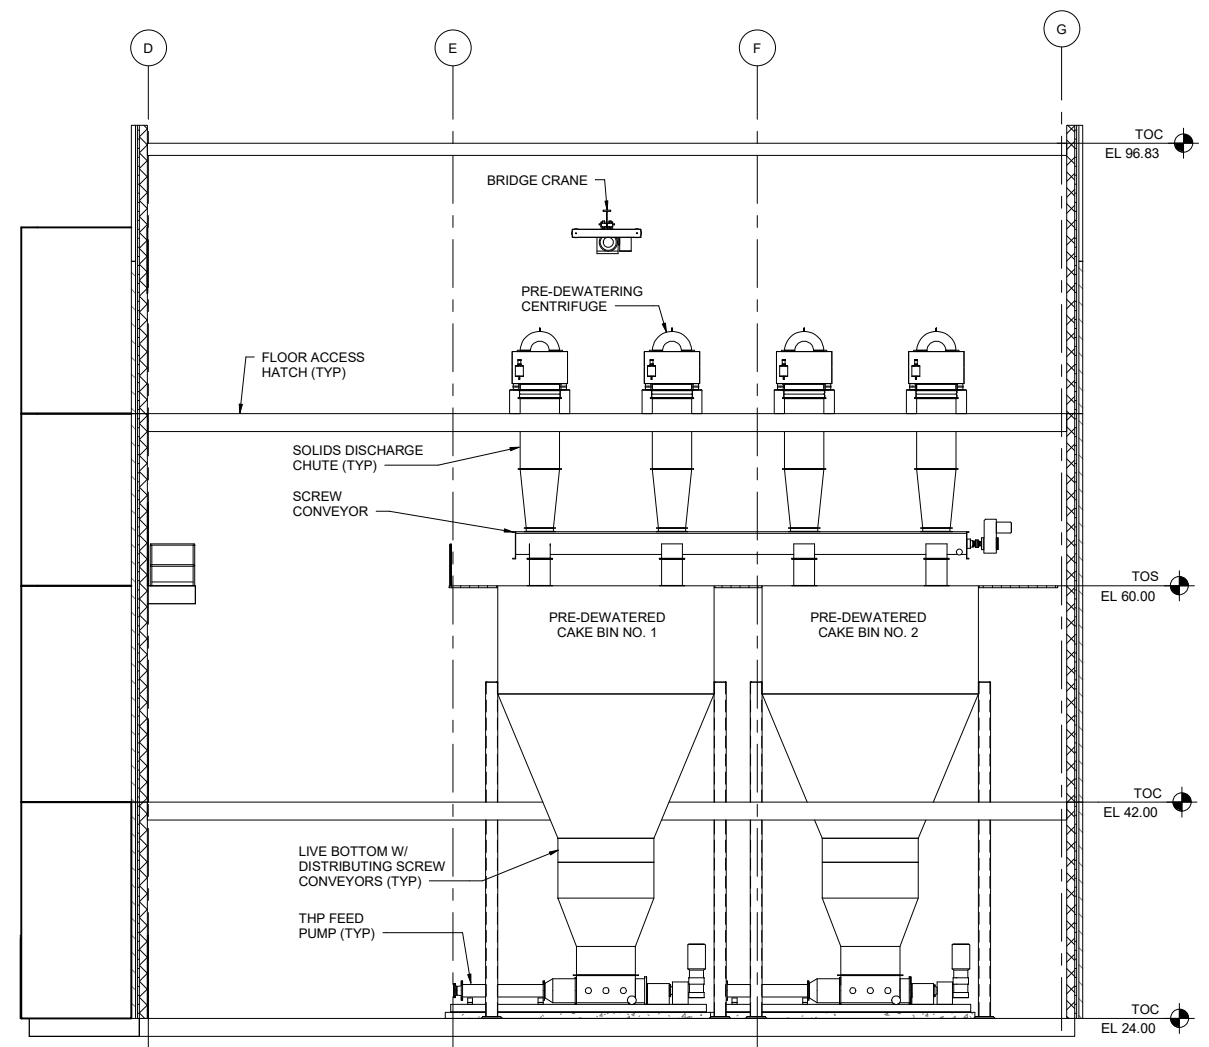 D
E
F
G
TOC
EL 96.83
BRIDGE CRANE
PRE-DEWATERING
CENTRIFUGE
FLOOR ACCESS
HATCH (TYP)
SOLIDS DISCHARGE
CHUTE (TYP)
SCREW
CONVEYOR
TOS
EL 60.00
PRE-DEWATERED
CAKE BIN NO. 1
PRE-DEWATERED
CAKE BIN NO. 2
TOC
EL 42.00
LIVE BOTTOM W/
DISTRIBUTING SCREW
CONVEYORS (TYP)
THP FEED
PUMP (TYP)
TOC
EL 24.00